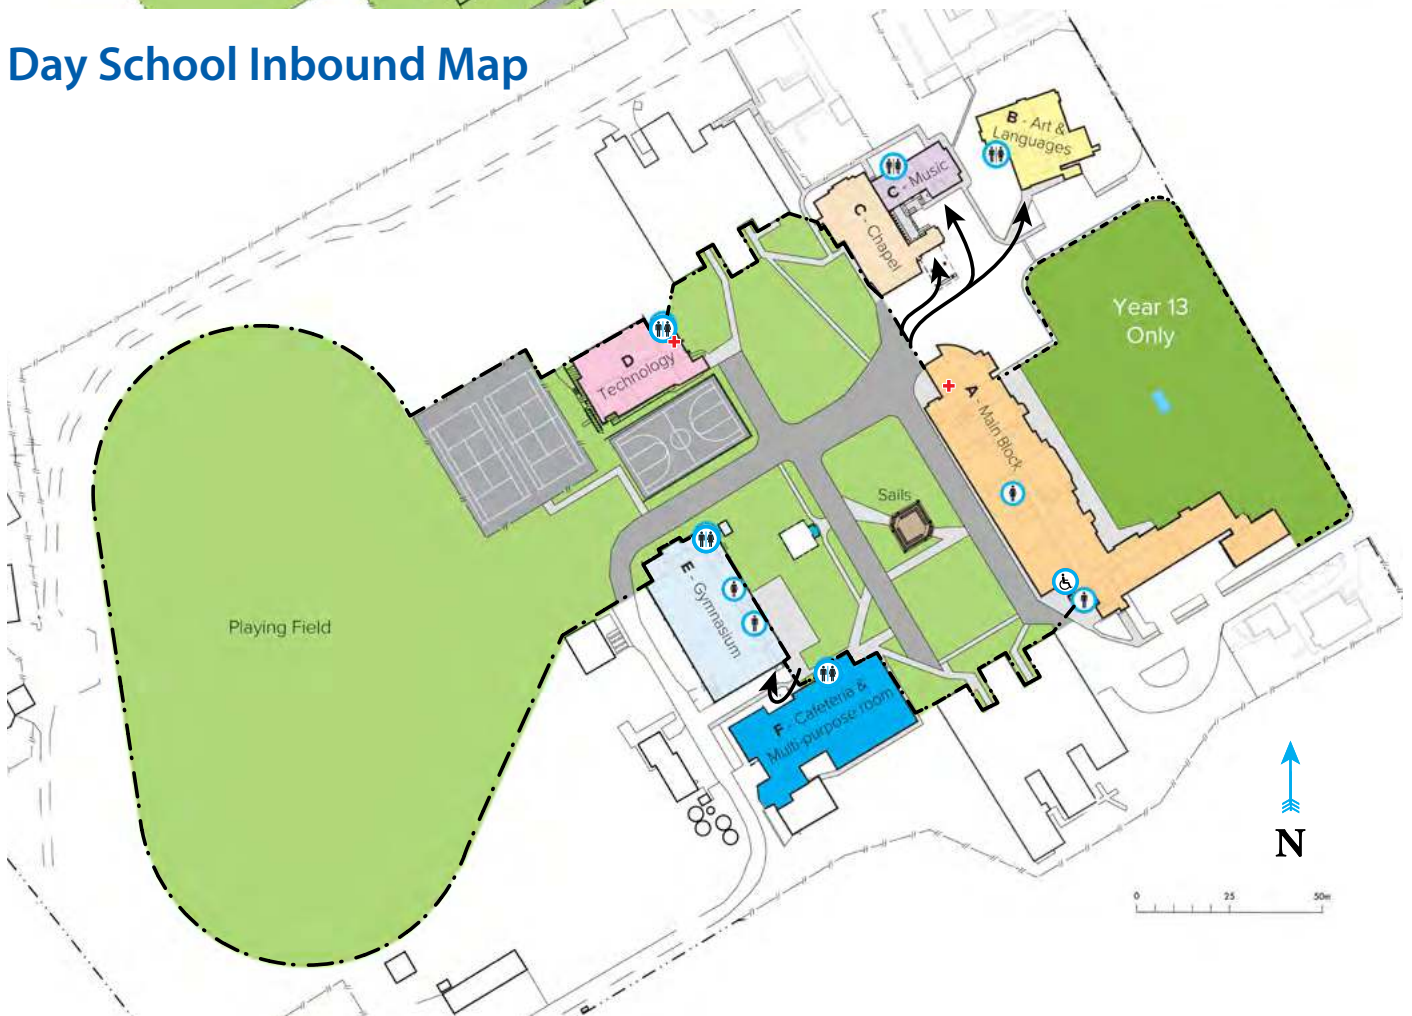 Day School Inbound Map
B - Art &
Languages
C - Music
C - Chapel
Year 13
Only
D
Technology
A - Main Block
Sails
E - Gymnasium
Playing Field
F - Cafeteria &
Multi-purpose room
N
0 25 50m